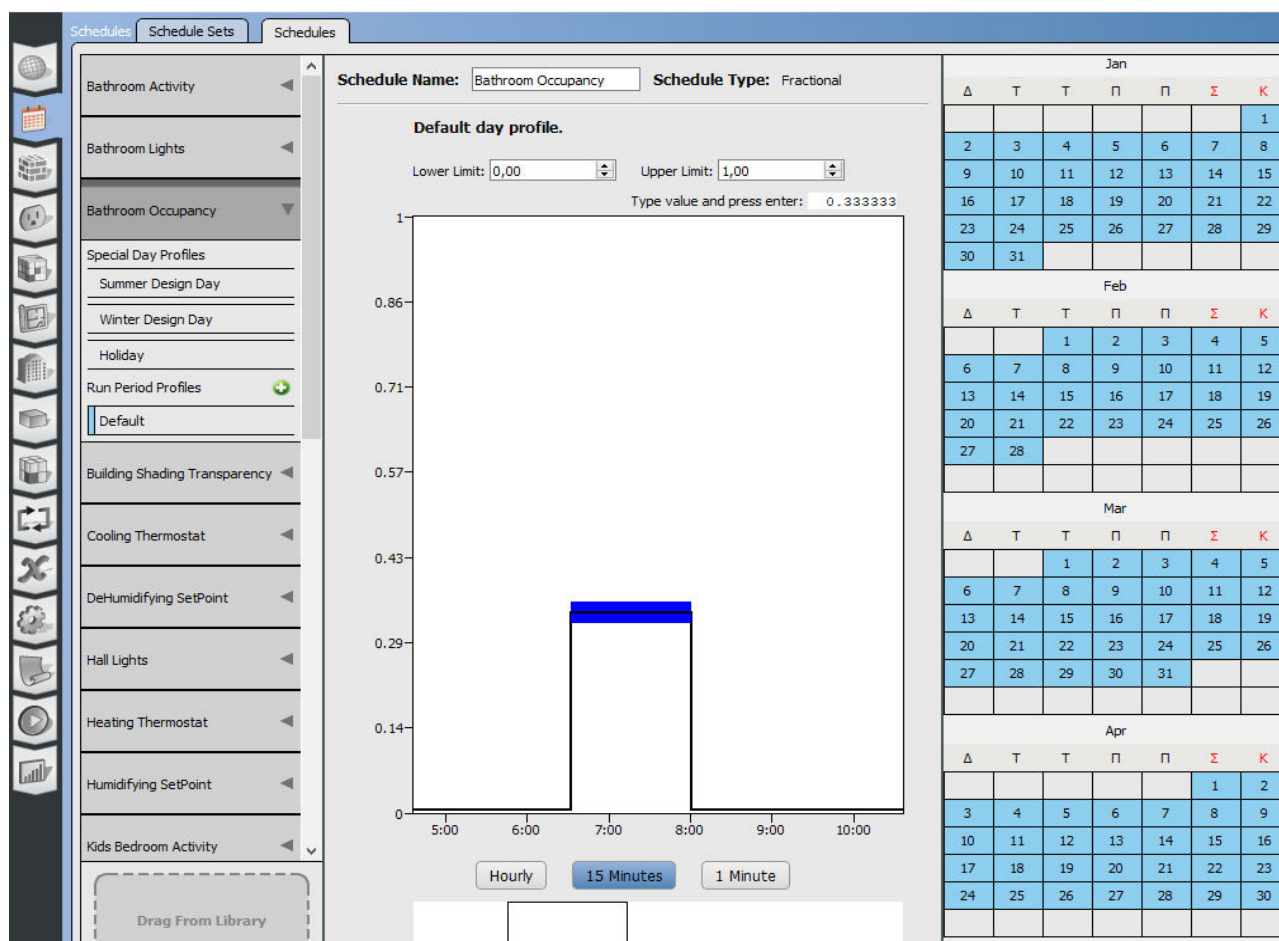 Schedules Schedule Sets Schedules
Bathroom Activity
Bathroom Lights
Bathroom Occupancy
Special Day Profiles
Summer Design Day
Winter Design Day
Holiday
Run Period Profiles
Default
Building Shading Transparency
Cooling Thermostat
DeHumidifying SetPoint
Hall Lights
Heating Thermostat
Humidifying SetPoint
Kids Bedroom Activity
Drag From Library
Schedule Name: Bathroom Occupancy Schedule Type: Fractional
Default day profile.
Lower Limit: 0,00 Upper Limit: 1,00
Type value and press enter: 0.333333
1
0.86
0.71
0.57
0.43
0.29
0.14
0
5:00 6:00 7:00 8:00 9:00 10:00
Hourly 15 Minutes 1 Minute
Jan
Δ Τ Τ Π Π Σ Κ
1
2 3 4 5 6 7 8
9 10 11 12 13 14 15
16 17 18 19 20 21 22
23 24 25 26 27 28 29
30 31
Feb
Δ Τ Τ Π Π Σ Κ
1 2 3 4 5
6 7 8 9 10 11 12
13 14 15 16 17 18 19
20 21 22 23 24 25 26
27 28
Mar
Δ Τ Τ Π Π Σ Κ
1 2 3 4 5
6 7 8 9 10 11 12
13 14 15 16 17 18 19
20 21 22 23 24 25 26
27 28 29 30 31
Apr
Δ Τ Τ Π Π Σ Κ
1 2
3 4 5 6 7 8 9
10 11 12 13 14 15 16
17 18 19 20 21 22 23
24 25 26 27 28 29 30